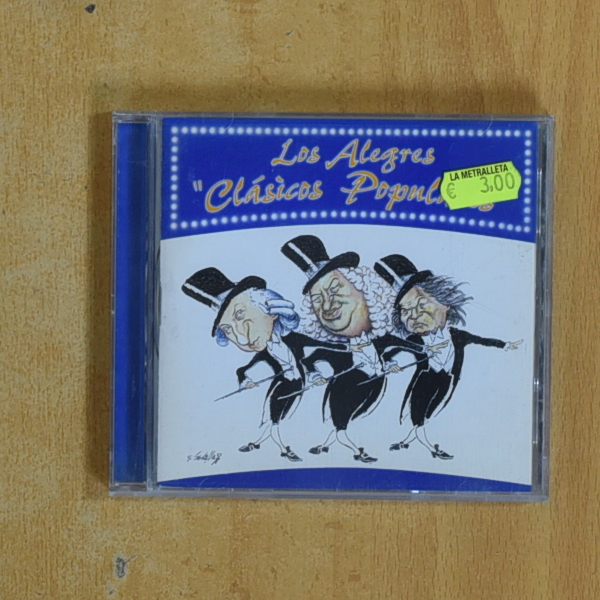 Los Alegres
"Clásicos
LA METRALLETA
€ 3,00